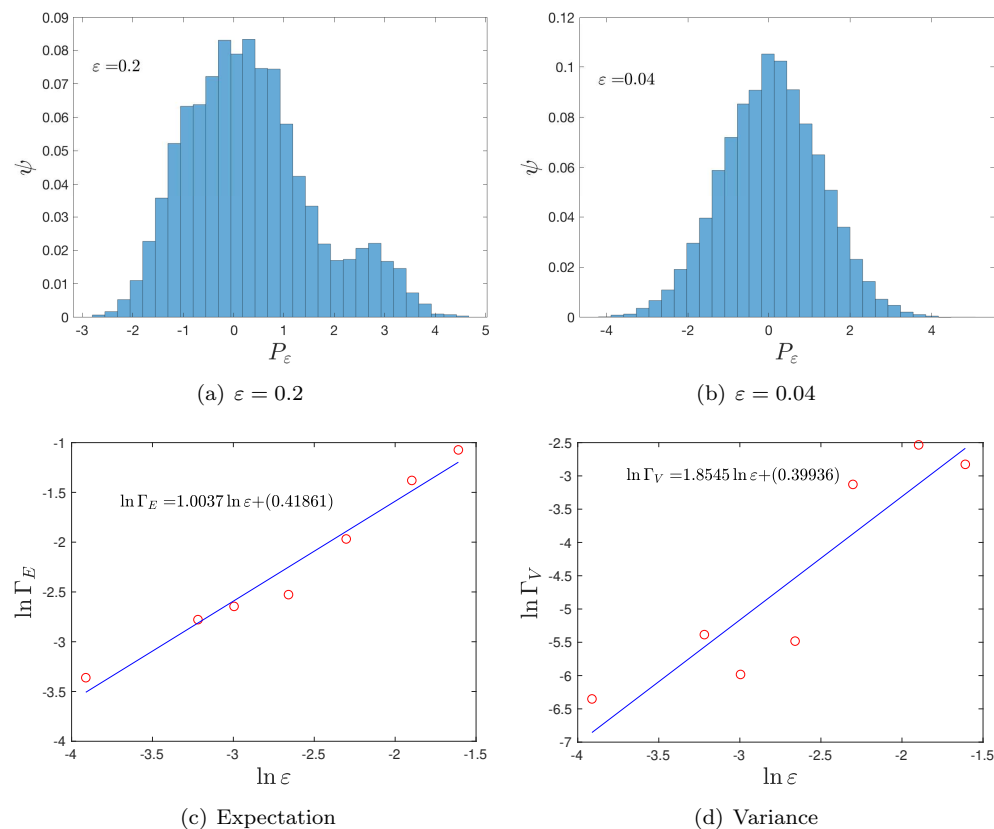 0.09
0.08
0.07
0.06
0.05
0.04
0.03
0.02
0.01
0
ψ
ε=0.2
-3 -2 -1 0 1 2 3 4 5
P_ε
(a) ε = 0.2
0.12
0.1
0.08
0.06
0.04
0.02
0
ψ
ε=0.04
-4 -2 0 2 4
P_ε
(b) ε = 0.04
-1
-1.5
-2
-2.5
-3
-3.5
-4
ln Γ_E
ln Γ_E =1.0037 ln ε+(0.41861)
-4 -3.5 -3 -2.5 -2 -1.5
ln ε
(c) Expectation
-2.5
-3
-3.5
-4
-4.5
-5
-5.5
-6
-6.5
-7
ln Γ_V
ln Γ_V =1.8545 ln ε+(0.39936)
-4 -3.5 -3 -2.5 -2 -1.5
ln ε
(d) Variance